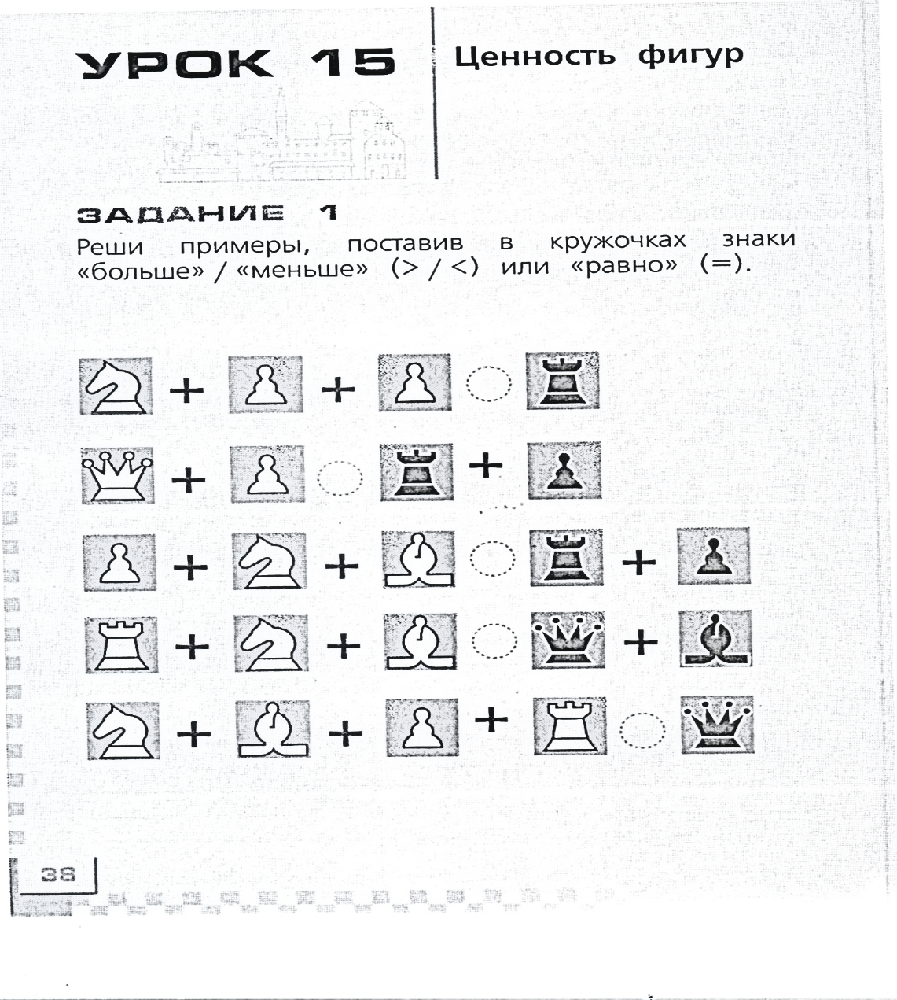 УРОК 15
Ценность фигур
ЗАДАНИЕ 1
Реши примеры, поставив в кружочках знаки
«больше» / «меньше» (> / <) или «равно» (=).
+ +
+ +
+ + +
+ + +
+ + +
38